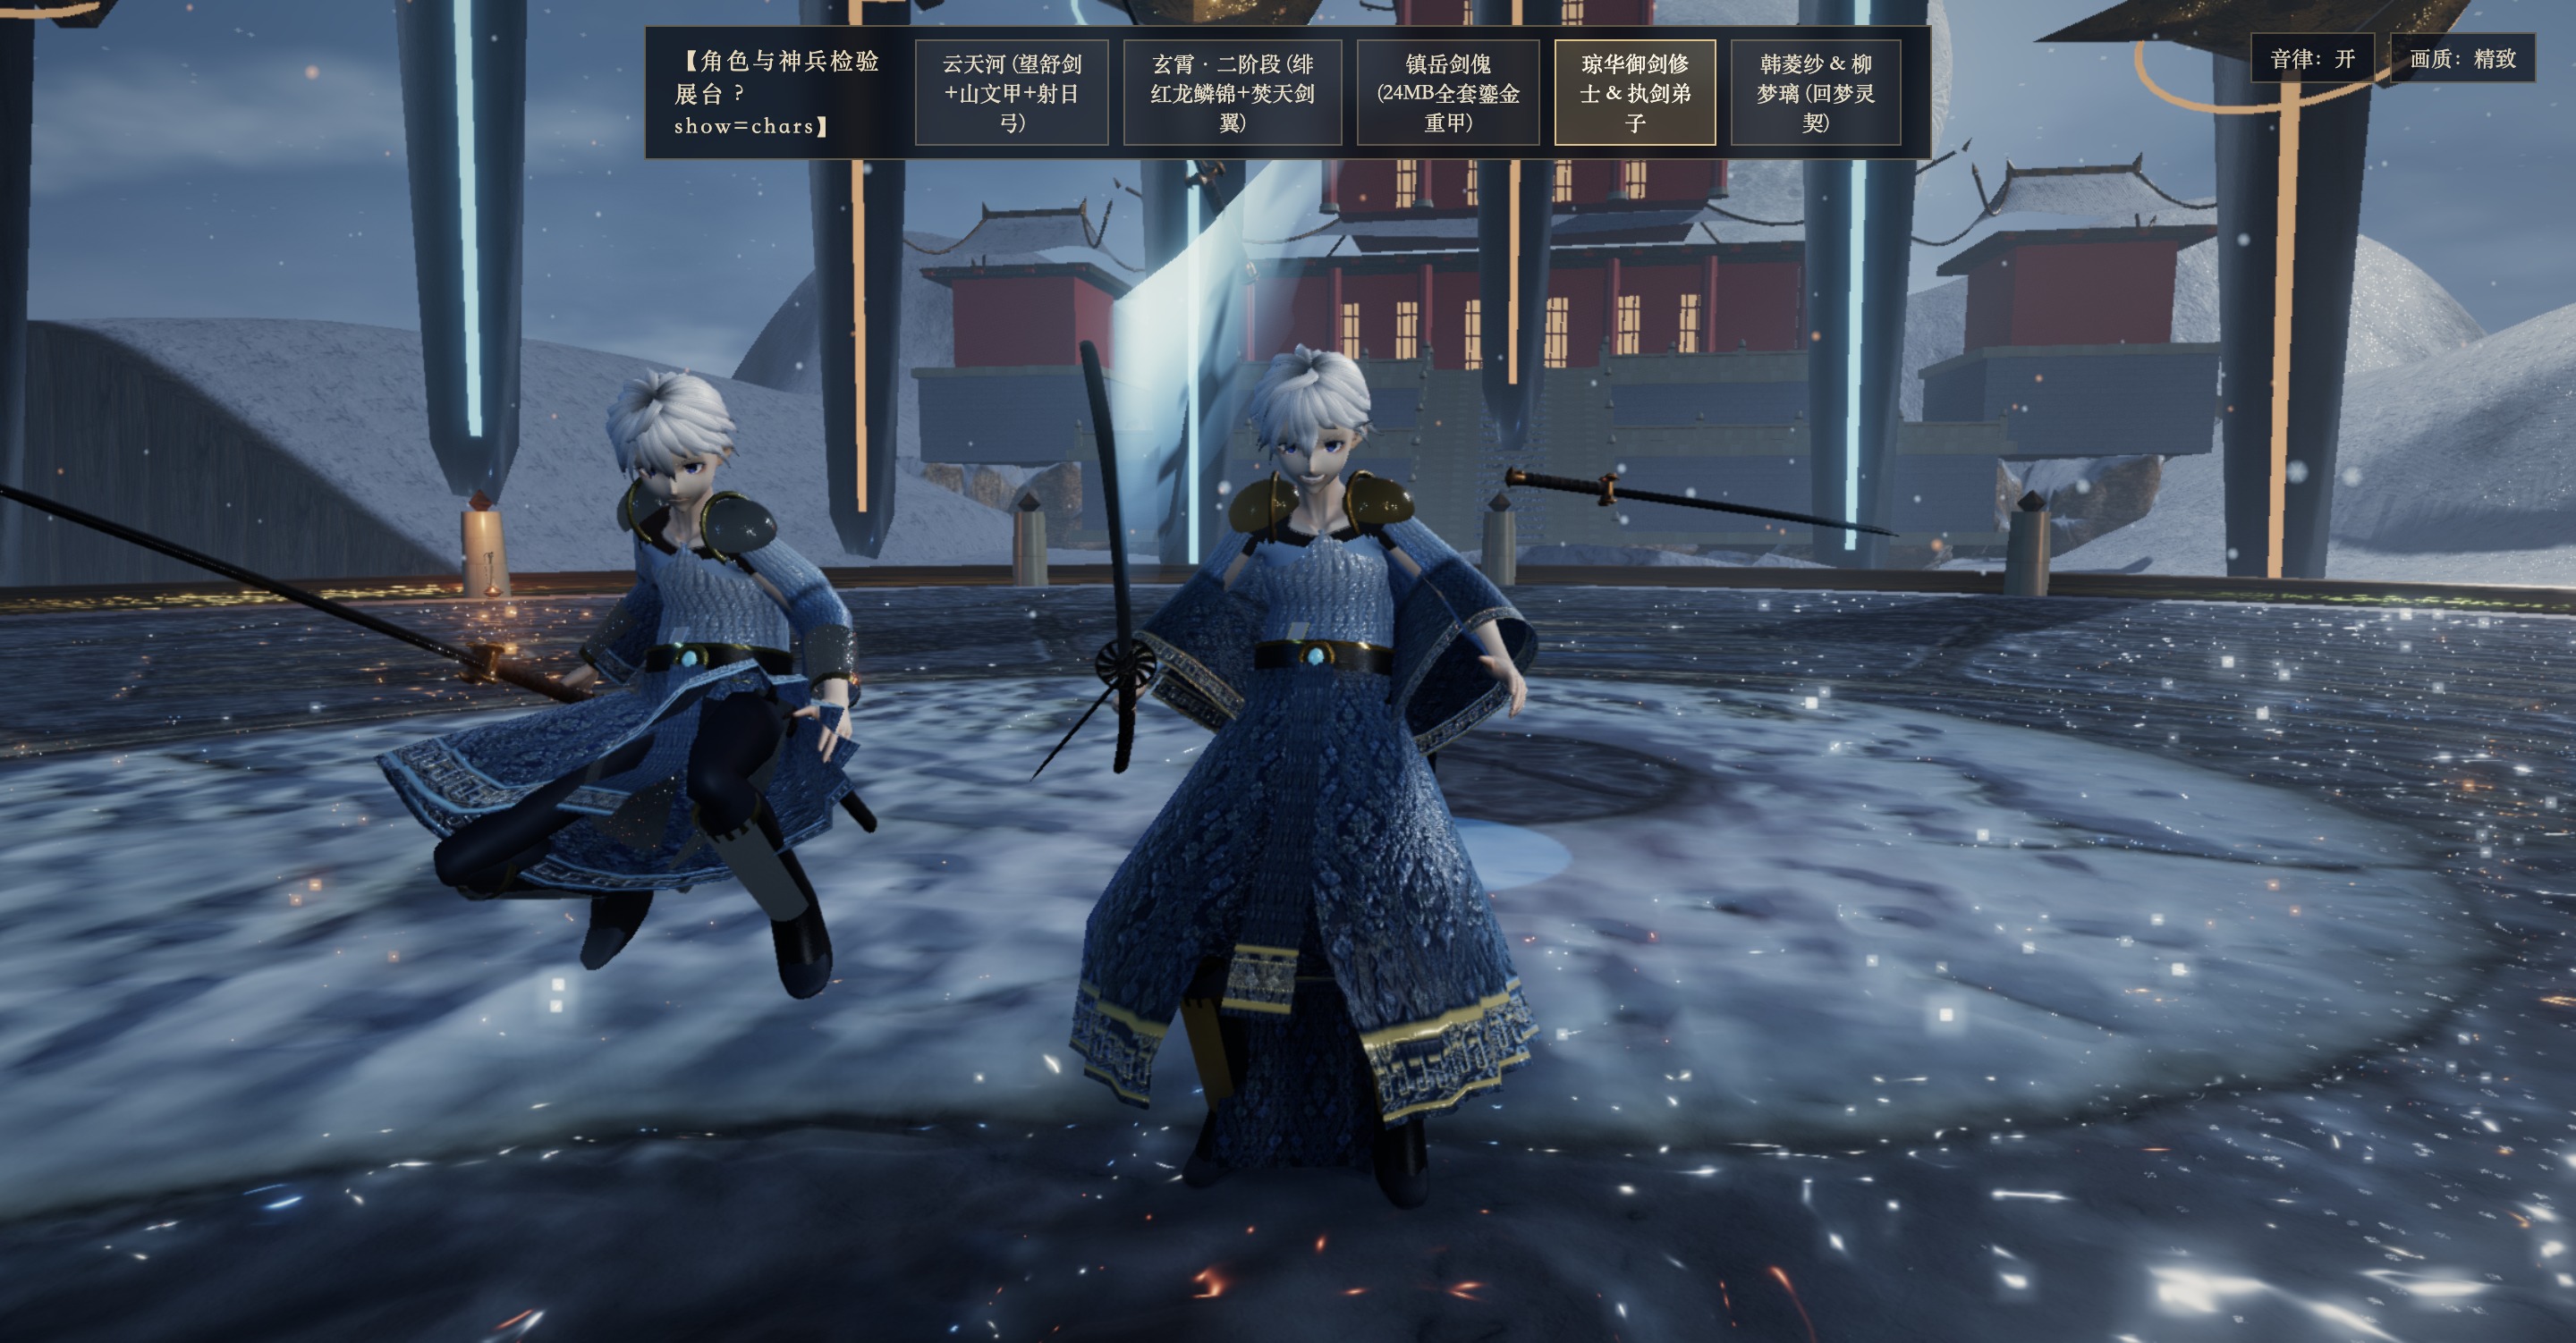 【角色与神兵检验
展台 ?
show=chars】
云天河 (望舒剑
+山文甲+射日
弓)
玄霄 · 二阶段 (绯
红龙鳞锦+焚天剑
翼)
镇岳剑傀
(24MB全套鎏金
重甲)
琼华御剑修
士 & 执剑弟
子
韩菱纱 & 柳
梦璃 (回梦灵
契)
音律: 开
画质: 精致